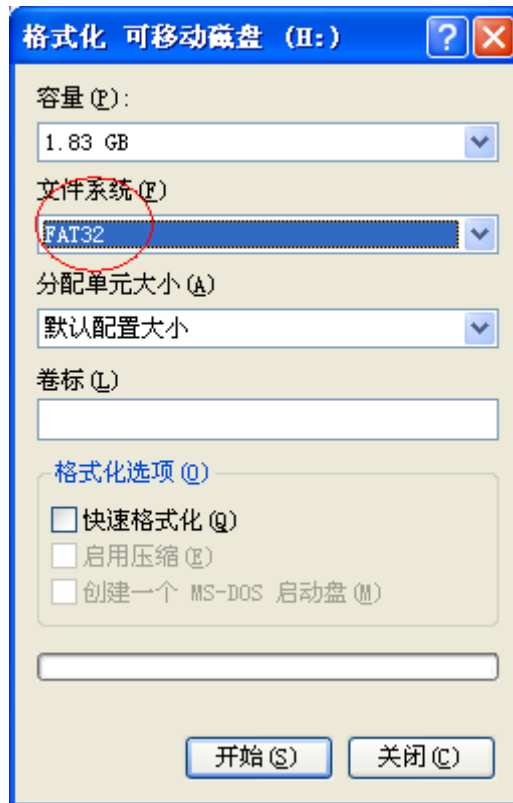 格式化 可移动磁盘 (H:)
容量(P):
1.83 GB
文件系统(F)
FAT32
分配单元大小(A)
默认配置大小
卷标(L)
格式化选项(O)
快速格式化(Q)
启用压缩(E)
创建一个 MS-DOS 启动盘(M)
开始(S)
关闭(C)